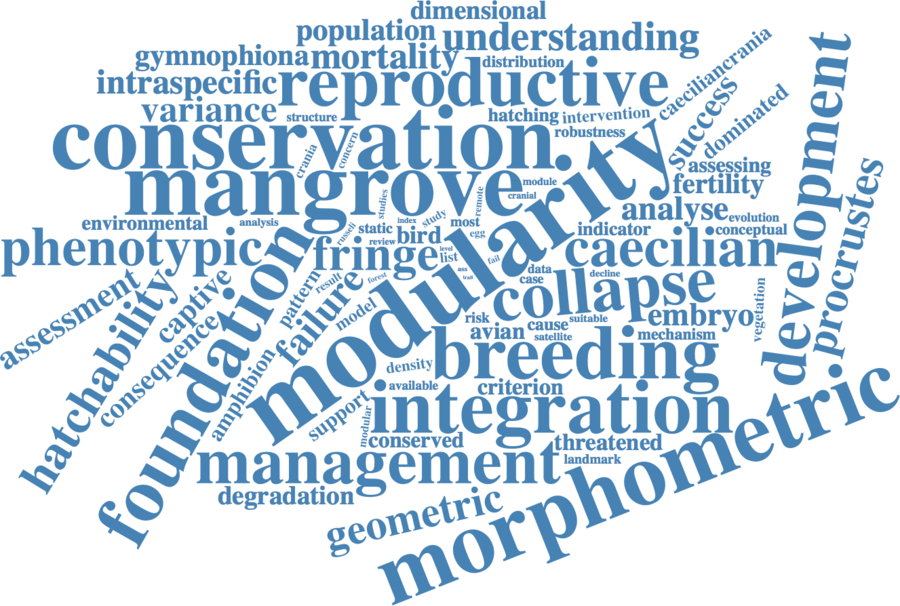 dimensional
population
understanding
gymnophiona
mortality
distribution
caeciliancrania
intraspecific
reproductive
development
variance
structure
hatching
intervention
success
dominated
conservation
robustness
crania
concern
mangrove
modularity
assessing
module
cranial
fertility
procrustes
studies
remote
environmental
analysis
index
study
most
analyse
evolution
phenotypic
russell
static
bird
egg
indicator
conceptual
review
fringe
level
list
fail
caecilian
assessment
hatchability
captive
pattern
result
forest
failure
data
case
decline
collapse
consequence
foundation
model
risk
avian
cause
suitable
satellite
embryo
mechanism
vegetation
amphibion
density
breeding
available
criterion
support
modular
integration
conserved
threatened
management
landmark
degradation
geometric
morphometric